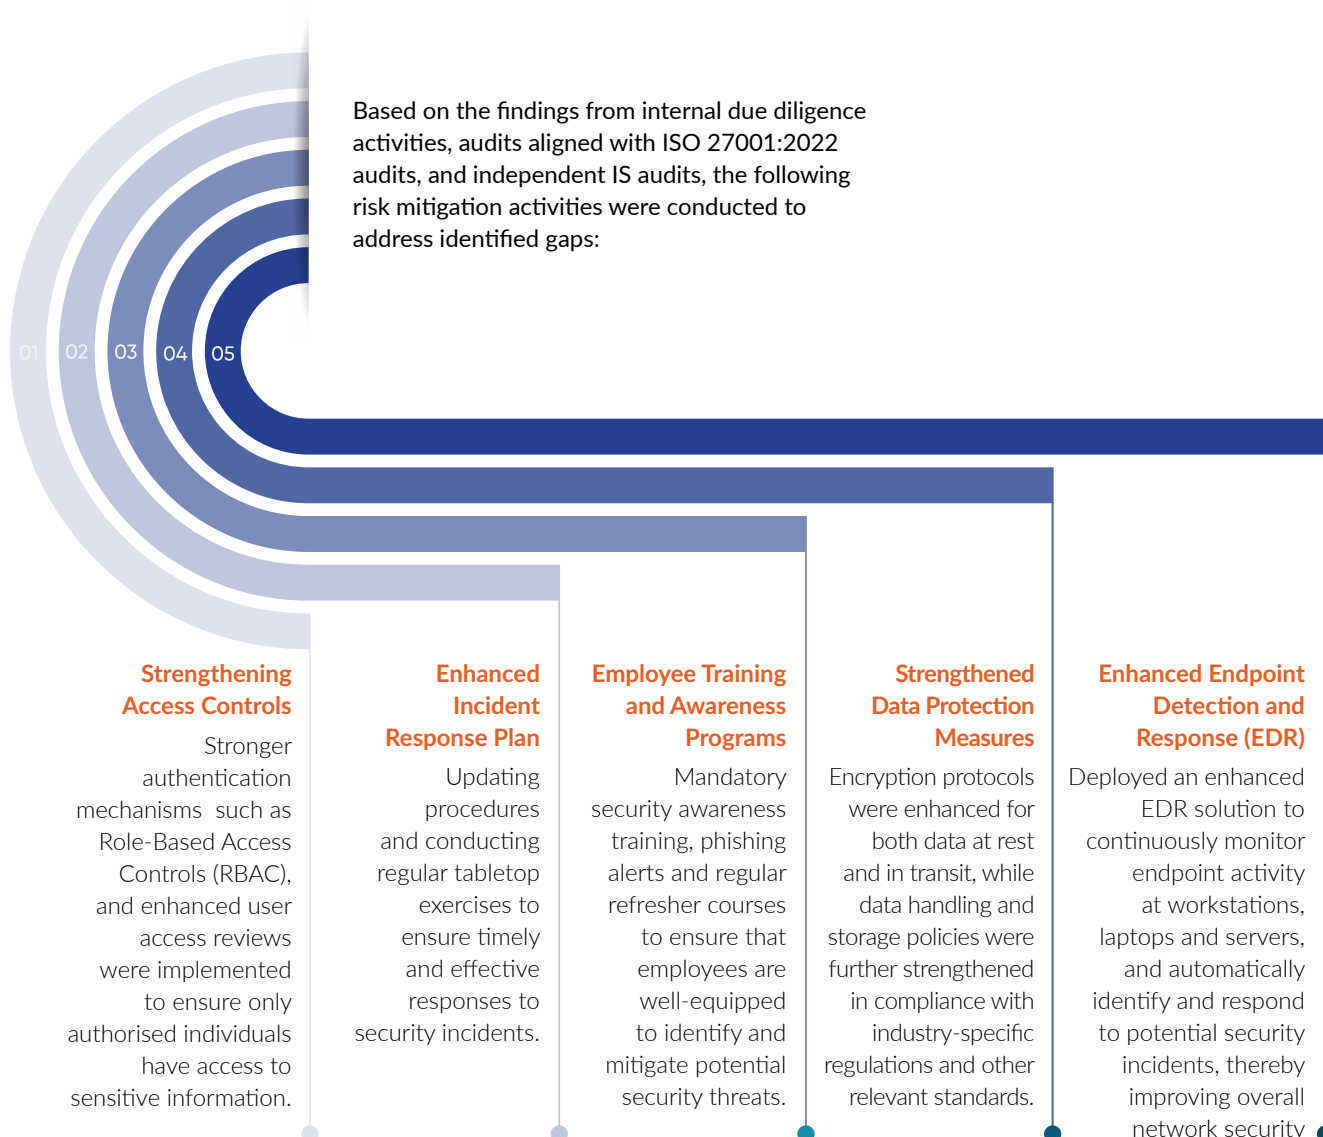 Based on the findings from internal due diligence
activities, audits aligned with ISO 27001:2022
audits, and independent IS audits, the following
risk mitigation activities were conducted to
address identified gaps:
01 02 03 04 05
Strengthening
Access Controls
Stronger
authentication
mechanisms such as
Role-Based Access
Controls (RBAC),
and enhanced user
access reviews
were implemented
to ensure only
authorised individuals
have access to
sensitive information.
Enhanced
Incident
Response Plan
Updating
procedures
and conducting
regular tabletop
exercises to
ensure timely
and effective
responses to
security incidents.
Employee Training
and Awareness
Programs
Mandatory
security awareness
training, phishing
alerts and regular
refresher courses
to ensure that
employees are
well-equipped
to identify and
mitigate potential
security threats.
Strengthened
Data Protection
Measures
Encryption protocols
were enhanced for
both data at rest
and in transit, while
data handling and
storage policies were
further strengthened
in compliance with
industry-specific
regulations and other
relevant standards.
Enhanced Endpoint
Detection and
Response (EDR)
Deployed an enhanced
EDR solution to
continuously monitor
endpoint activity
at workstations,
laptops and servers,
and automatically
identify and respond
to potential security
incidents, thereby
improving overall
network security